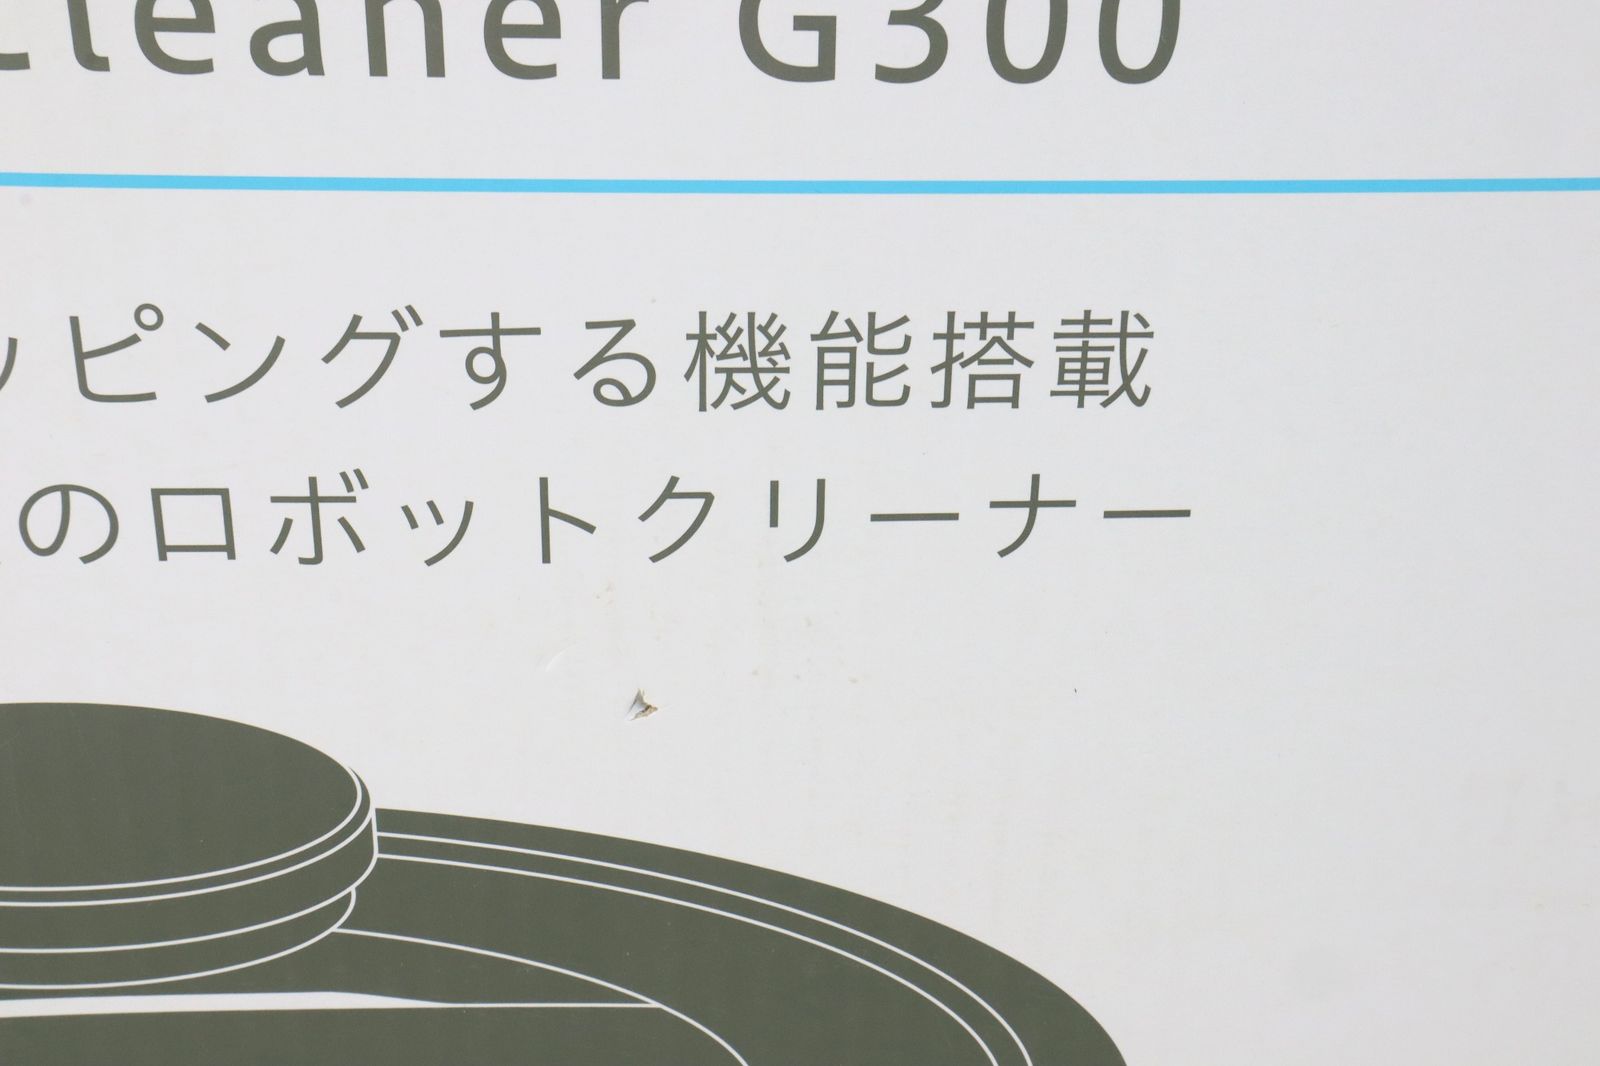 cleaner G300
ッピングする機能搭載
のロボットクリーナー